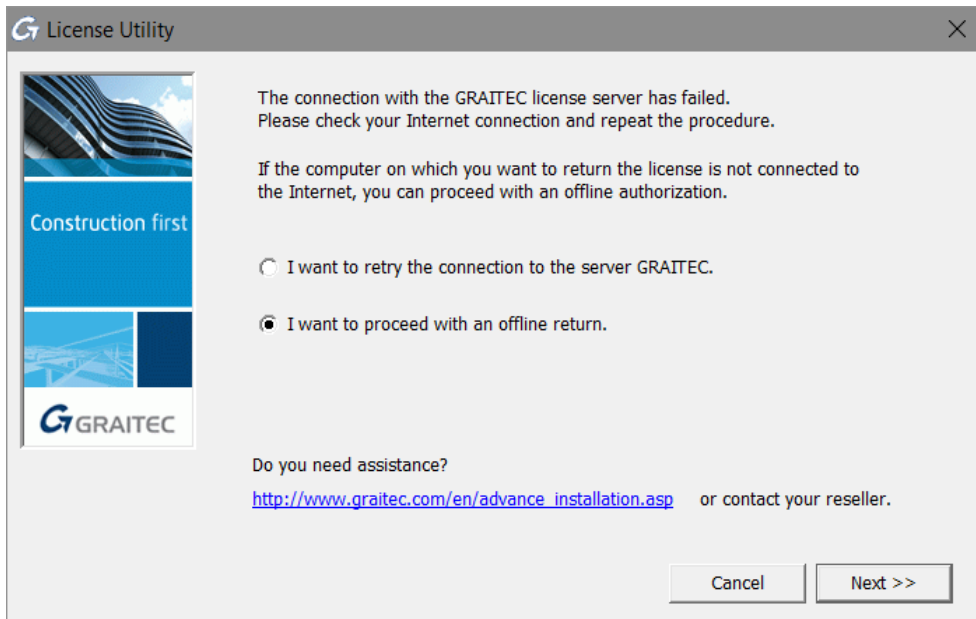 License Utility
The connection with the GRAITEC license server has failed.
Please check your Internet connection and repeat the procedure.
If the computer on which you want to return the license is not connected to
the Internet, you can proceed with an offline authorization.
Construction first
I want to retry the connection to the server GRAITEC.
I want to proceed with an offline return.
GRAITEC
Do you need assistance?
http://www.graitec.com/en/advance_installation.asp or contact your reseller.
Cancel Next >>